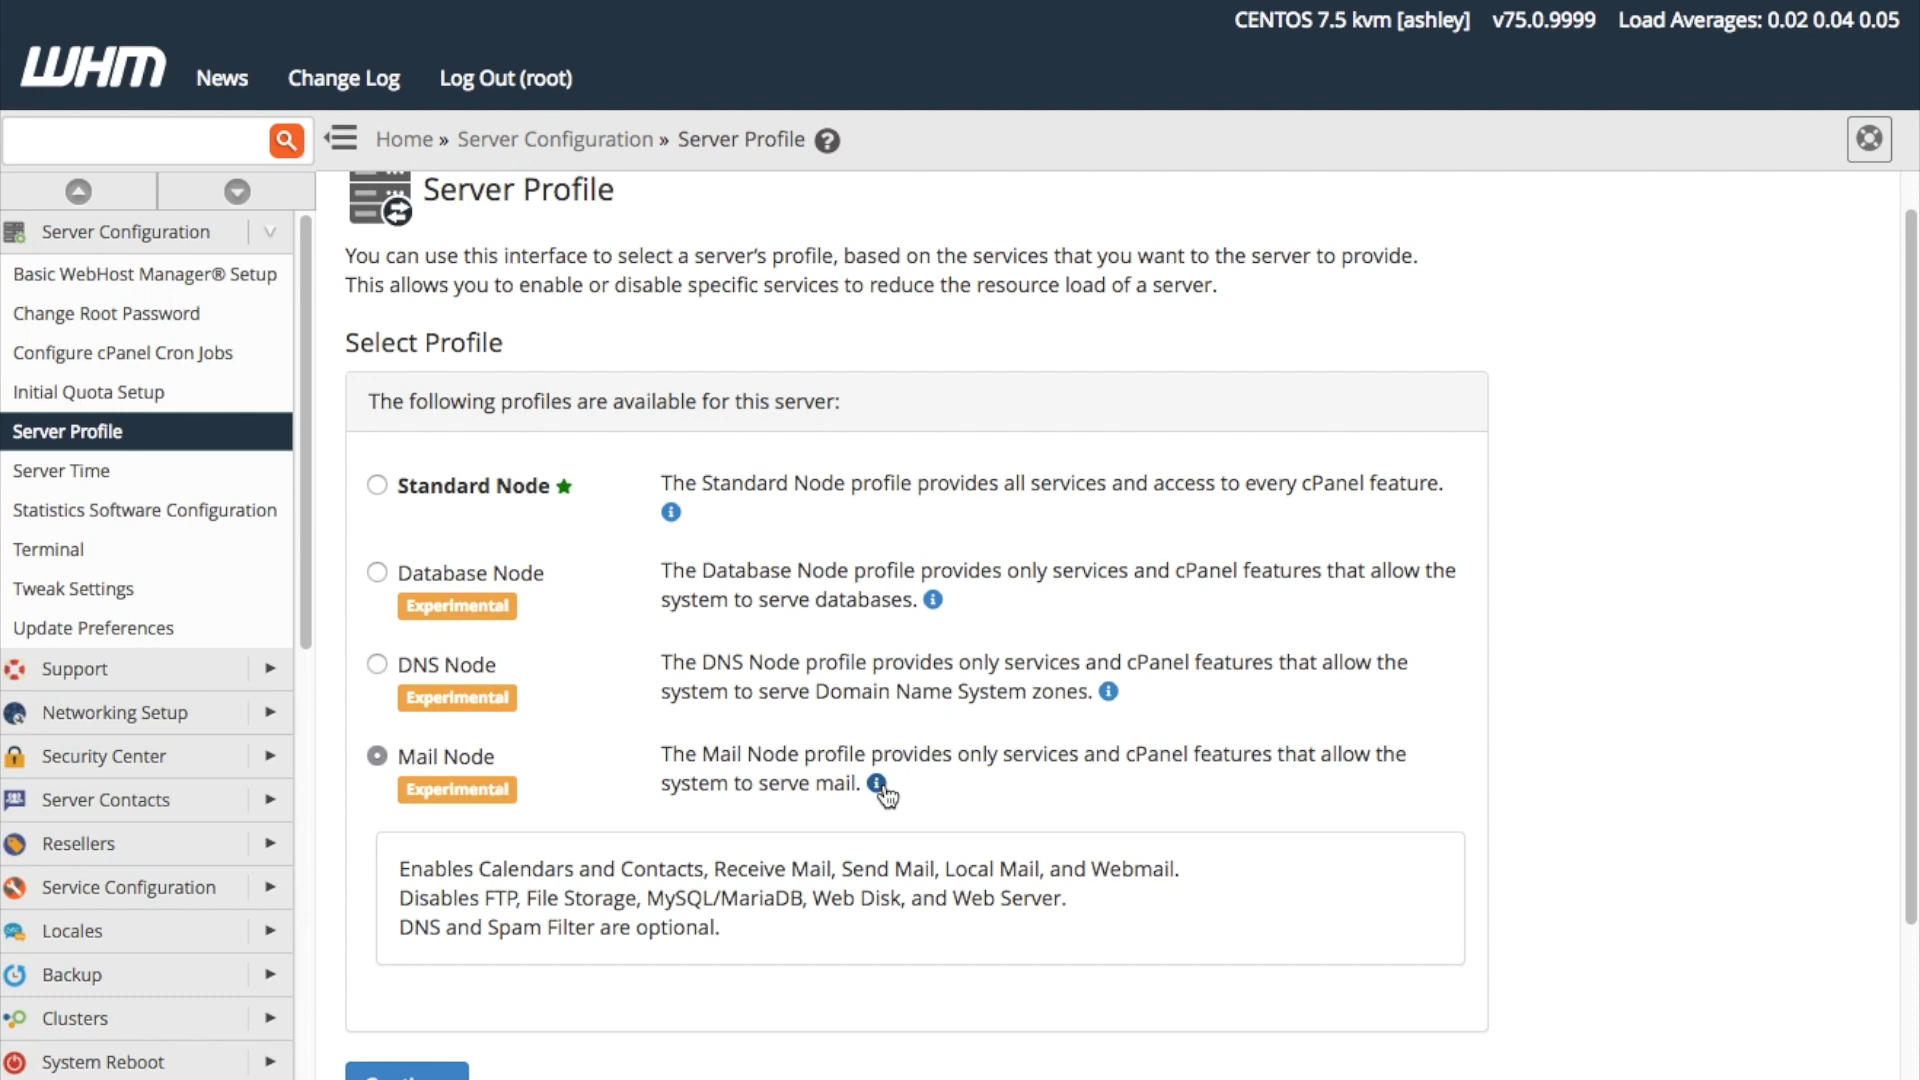 CENTOS 7.5 kvm [ashley] v75.0.9999 Load Averages: 0.02 0.04 0.05
WHM News Change Log Log Out (root)
Home » Server Configuration » Server Profile
Server Profile
You can use this interface to select a server's profile, based on the services that you want to the server to provide.
This allows you to enable or disable specific services to reduce the resource load of a server.
Select Profile
The following profiles are available for this server:
Standard Node
The Standard Node profile provides all services and access to every cPanel feature.
Database Node
Experimental
The Database Node profile provides only services and cPanel features that allow the
system to serve databases.
DNS Node
Experimental
The DNS Node profile provides only services and cPanel features that allow the
system to serve Domain Name System zones.
Mail Node
Experimental
The Mail Node profile provides only services and cPanel features that allow the
system to serve mail.
Enables Calendars and Contacts, Receive Mail, Send Mail, Local Mail, and Webmail.
Disables FTP, File Storage, MySQL/MariaDB, Web Disk, and Web Server.
DNS and Spam Filter are optional.
Server Configuration
Basic WebHost Manager® Setup
Change Root Password
Configure cPanel Cron Jobs
Initial Quota Setup
Server Profile
Server Time
Statistics Software Configuration
Terminal
Tweak Settings
Update Preferences
Support
Networking Setup
Security Center
Server Contacts
Resellers
Service Configuration
Locales
Backup
Clusters
System Reboot